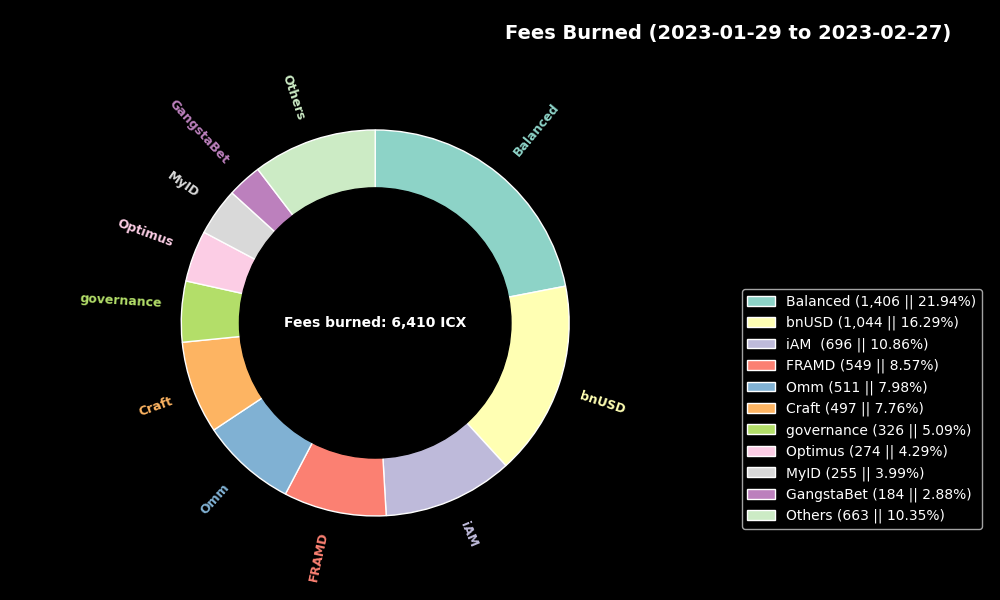 Fees Burned (2023-01-29 to 2023-02-27)
Others
Balanced
GangstaBet
MyID
Optimus
governance
Fees burned: 6,410 ICX
Craft
bnUSD
Omm
iAM
FRAMD
Balanced (1,406 || 21.94%)
bnUSD (1,044 || 16.29%)
iAM  (696 || 10.86%)
FRAMD (549 || 8.57%)
Omm (511 || 7.98%)
Craft (497 || 7.76%)
governance (326 || 5.09%)
Optimus (274 || 4.29%)
MyID (255 || 3.99%)
GangstaBet (184 || 2.88%)
Others (663 || 10.35%)